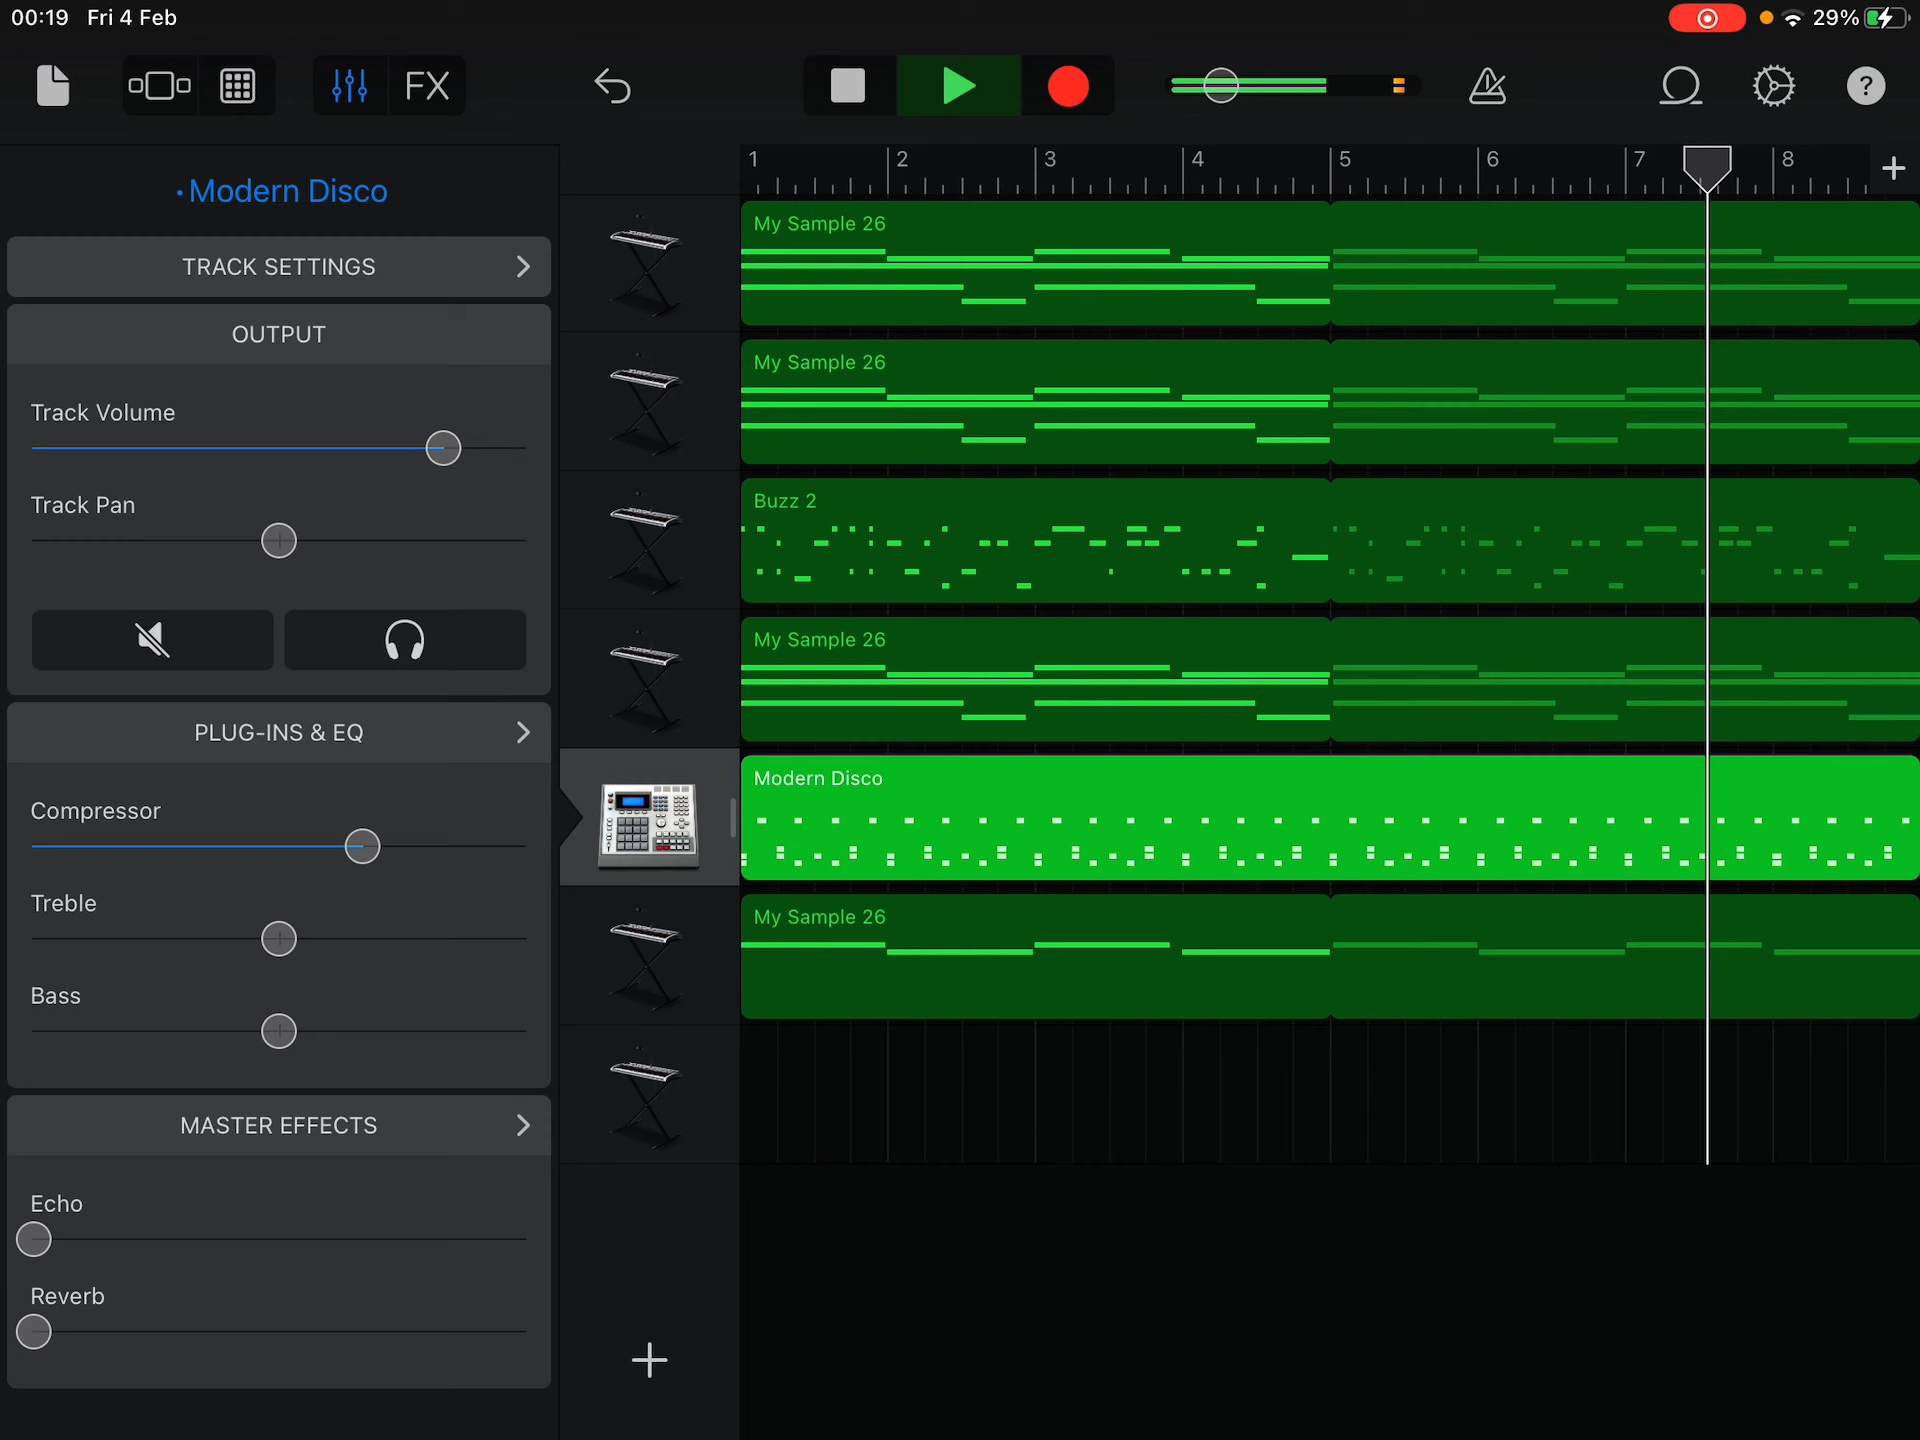 00:19 Fri 4 Feb
29%
FX
?
1 2 3 4 5 6 7 8
• Modern Disco
TRACK SETTINGS
OUTPUT
Track Volume
Track Pan
PLUG-INS & EQ
Compressor
Treble
Bass
MASTER EFFECTS
Echo
Reverb
My Sample 26
My Sample 26
Buzz 2
My Sample 26
Modern Disco
My Sample 26